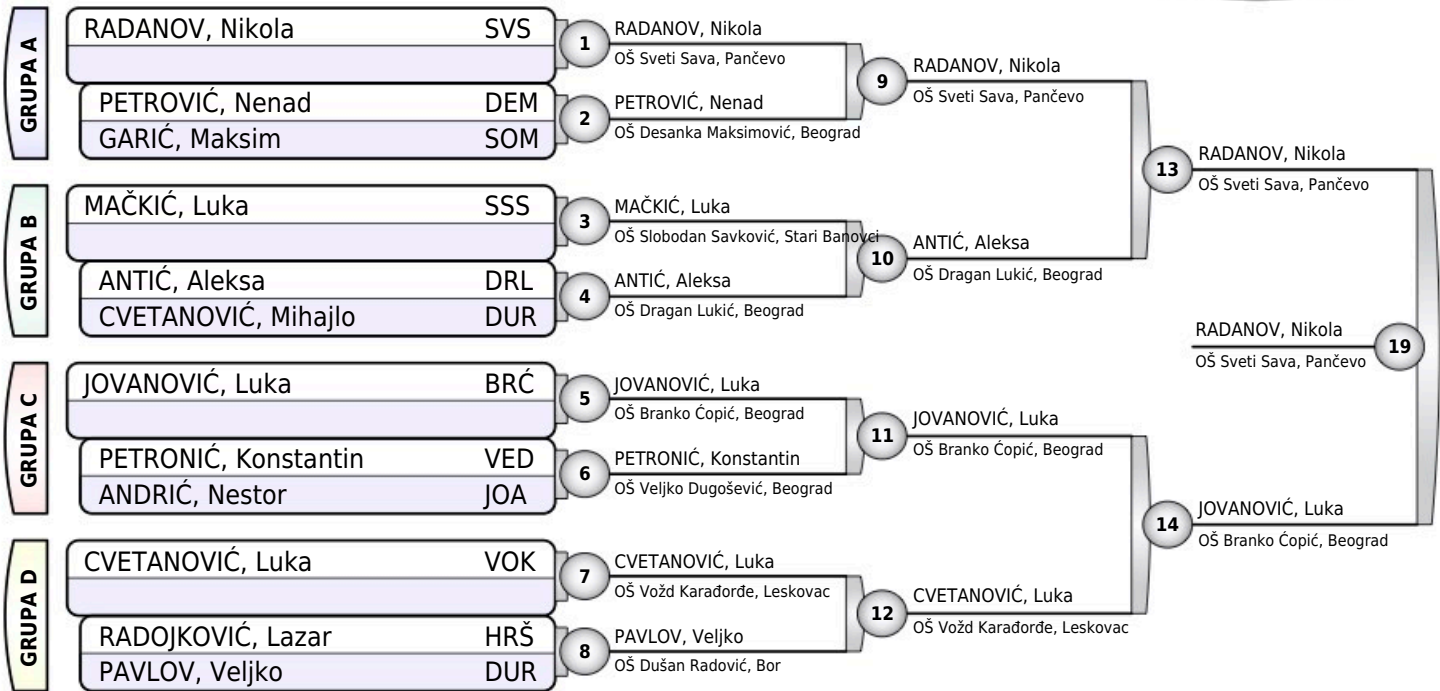 GRUPA A
RADANOV, Nikola SVS
PETROVIĆ, Nenad DEM
GARIĆ, Maksim SOM
GRUPA B
MAČKIĆ, Luka SSS
ANTIĆ, Aleksa DRL
CVETANOVIĆ, Mihajlo DUR
GRUPA C
JOVANOVIĆ, Luka BRĆ
PETRONIĆ, Konstantin VED
ANDRIĆ, Nestor JOA
GRUPA D
CVETANOVIĆ, Luka VOK
RADOJKOVIĆ, Lazar HRŠ
PAVLOV, Veljko DUR
1
RADANOV, Nikola
OŠ Sveti Sava, Pančevo
2
PETROVIĆ, Nenad
OŠ Desanka Maksimović, Beograd
3
MAČKIĆ, Luka
OŠ Slobodan Savković, Stari Banovci
4
ANTIĆ, Aleksa
OŠ Dragan Lukić, Beograd
5
JOVANOVIĆ, Luka
OŠ Branko Ćopić, Beograd
6
PETRONIĆ, Konstantin
OŠ Veljko Dugošević, Beograd
7
CVETANOVIĆ, Luka
OŠ Vožd Karađorđe, Leskovac
8
PAVLOV, Veljko
OŠ Dušan Radović, Bor
9
RADANOV, Nikola
OŠ Sveti Sava, Pančevo
10
ANTIĆ, Aleksa
OŠ Dragan Lukić, Beograd
11
JOVANOVIĆ, Luka
OŠ Branko Ćopić, Beograd
12
CVETANOVIĆ, Luka
OŠ Vožd Karađorđe, Leskovac
13
RADANOV, Nikola
OŠ Sveti Sava, Pančevo
14
JOVANOVIĆ, Luka
OŠ Branko Ćopić, Beograd
RADANOV, Nikola
OŠ Sveti Sava, Pančevo
19